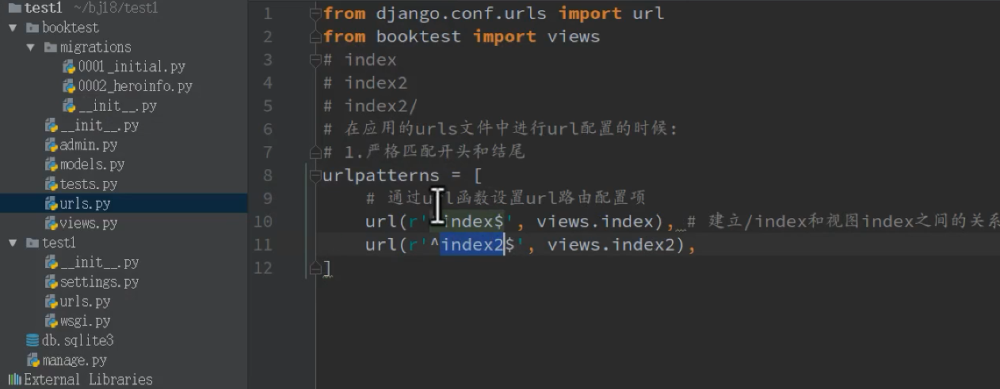 test1 ~/bj18/test1
booktest
migrations
0001_initial.py
0002_heroinfo.py
__init__.py
__init__.py
admin.py
models.py
tests.py
urls.py
views.py
test1
__init__.py
settings.py
urls.py
wsgi.py
db.sqlite3
manage.py
External Libraries
1 from django.conf.urls import url
2 from booktest import views
3 # index
4 # index2
5 # index2/
6 # 在应用的urls文件中进行url配置的时候:
7 # 1.严格匹配开头和结尾
8 urlpatterns = [
9 # 通过url函数设置url路由配置项
10 url(r' index$', views.index), # 建立/index和视图index之间的关系
11 url(r'^index2$', views.index2),
12 ]